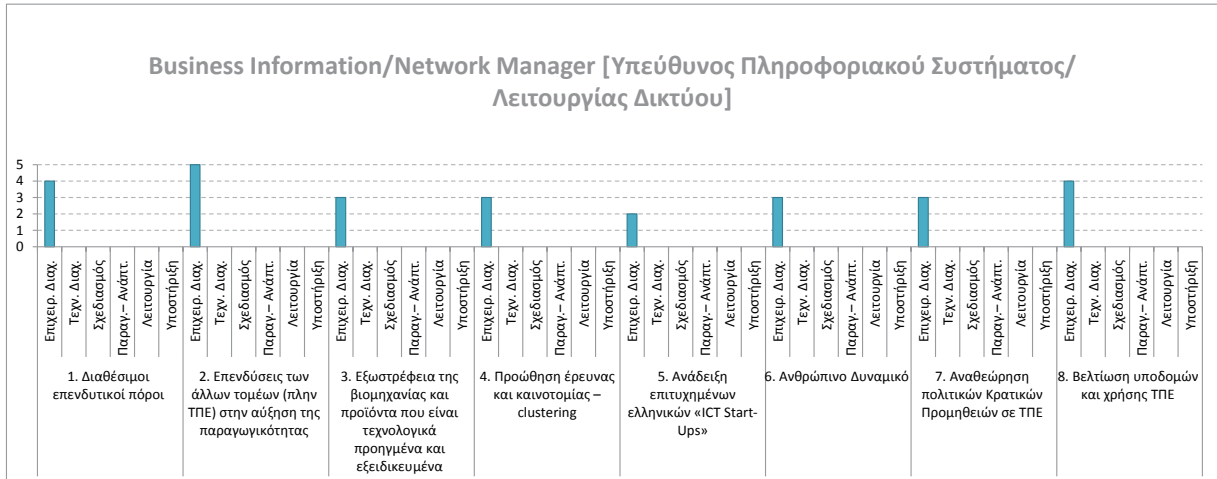 Business Information/Network Manager [Υπεύθυνος Πληροφοριακού Συστήματος/
Λειτουργίας Δικτύου]
5
4
3
2
1
0
Επιχειρ. Διαχ.
Τεχν. Διαχ.
Σχεδιασμός
Παραγ.– Ανάπτ.
Λειτουργία
Υποστήριξη
Επιχειρ. Διαχ.
Τεχν. Διαχ.
Σχεδιασμός
Παραγ.– Ανάπτ.
Λειτουργία
Υποστήριξη
Επιχειρ. Διαχ.
Τεχν. Διαχ.
Σχεδιασμός
Παραγ.– Ανάπτ.
Λειτουργία
Υποστήριξη
Επιχειρ. Διαχ.
Τεχν. Διαχ.
Σχεδιασμός
Παραγ.– Ανάπτ.
Λειτουργία
Υποστήριξη
Επιχειρ. Διαχ.
Τεχν. Διαχ.
Σχεδιασμός
Παραγ.– Ανάπτ.
Λειτουργία
Υποστήριξη
Επιχειρ. Διαχ.
Τεχν. Διαχ.
Σχεδιασμός
Παραγ.– Ανάπτ.
Λειτουργία
Υποστήριξη
Επιχειρ. Διαχ.
Τεχν. Διαχ.
Σχεδιασμός
Παραγ.– Ανάπτ.
Λειτουργία
Υποστήριξη
Επιχειρ. Διαχ.
Τεχν. Διαχ.
Σχεδιασμός
Παραγ.– Ανάπτ.
Λειτουργία
Υποστήριξη
1. Διαθέσιμοι
επενδυτικοί πόροι
2. Επενδύσεις των
άλλων τομέων (πλην
ΤΠΕ) στην αύξηση της
παραγωγικότητας
3. Εξωστρέφεια της
βιομηχανίας και
προϊόντα που είναι
τεχνολογικά
προηγμένα και
εξειδικευμένα
4. Προώθηση έρευνας
και καινοτομίας –
clustering
5. Ανάδειξη
επιτυχημένων
ελληνικών «ICT Start-
Ups»
6. Ανθρώπινο Δυναμικό
7. Αναθεώρηση
πολιτικών Κρατικών
Προμηθειών σε ΤΠΕ
8. Βελτίωση υποδομών
και χρήσης ΤΠΕ